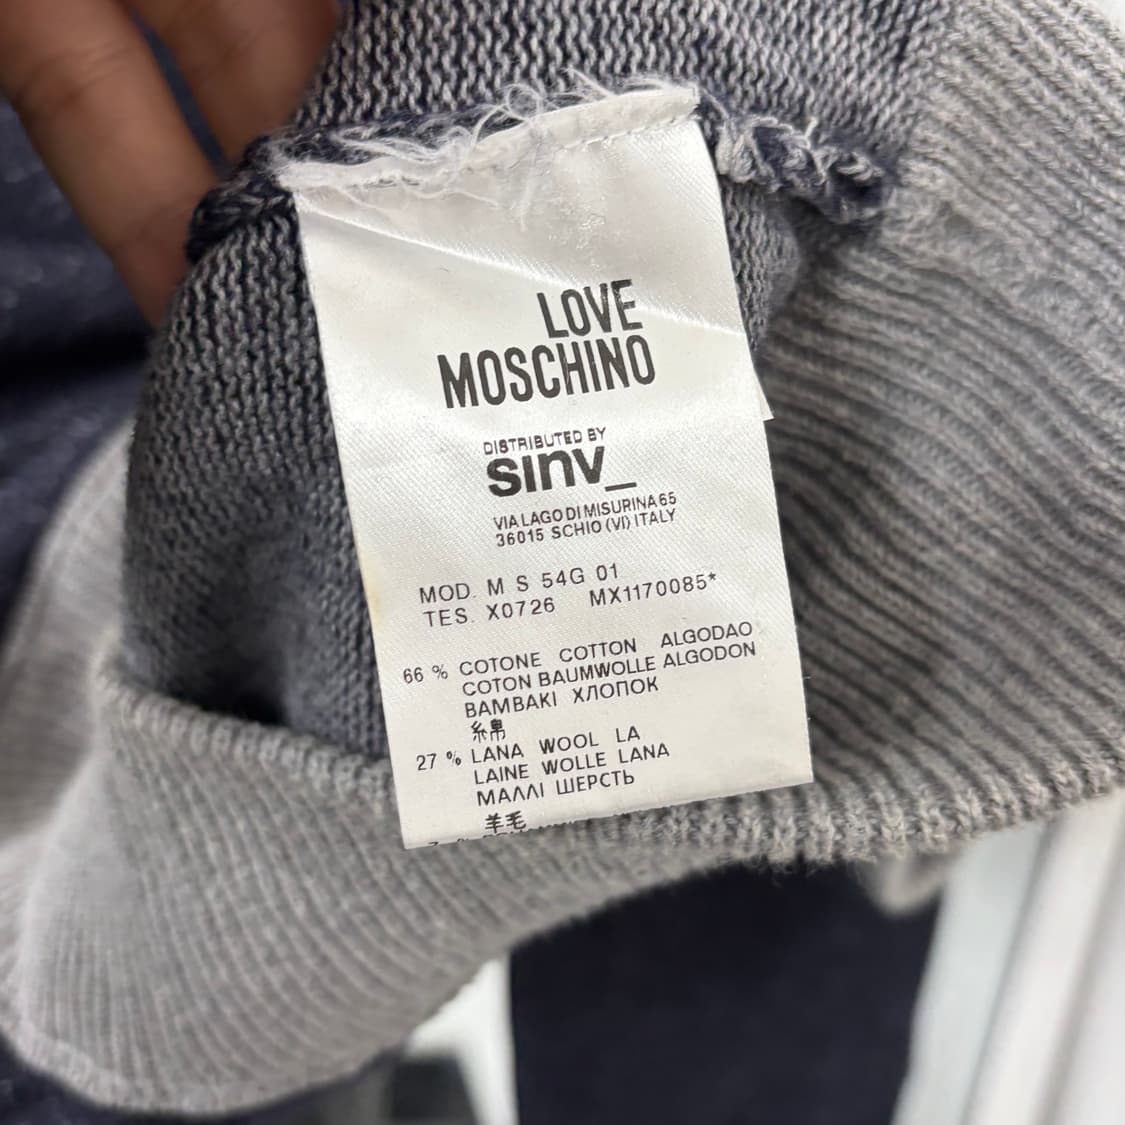 LOVE
MOSCHINO
DISTRIBUTED BY
sinv_
VIA LAGO DI MISURINA 65
36015 SCHIO (VI) ITALY
MOD. M S 54G 01
TES. X0726 MX1170085*
66 % COTONE COTTON ALGODAO
COTON BAUMWOLLE ALGODON
BAMBAKI ХЛОПОК
綿
27 % LANA WOOL LA
LAINE WOLLE LANA
ΜΑΛΛΙ ШЕРСТЬ
羊毛